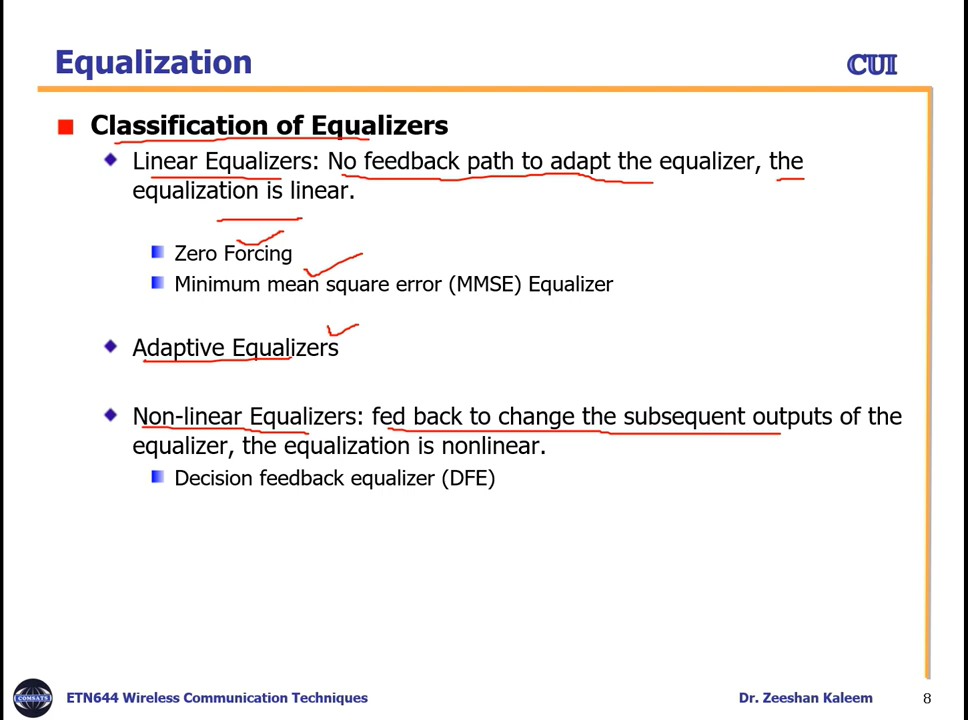 Equalization
CUI
Classification of Equalizers
Linear Equalizers: No feedback path to adapt the equalizer, the
equalization is linear.
Zero Forcing
Minimum mean square error (MMSE) Equalizer
Adaptive Equalizers
Non-linear Equalizers: fed back to change the subsequent outputs of the
equalizer, the equalization is nonlinear.
Decision feedback equalizer (DFE)
COMSATS
ETN644 Wireless Communication Techniques
Dr. Zeeshan Kaleem
8